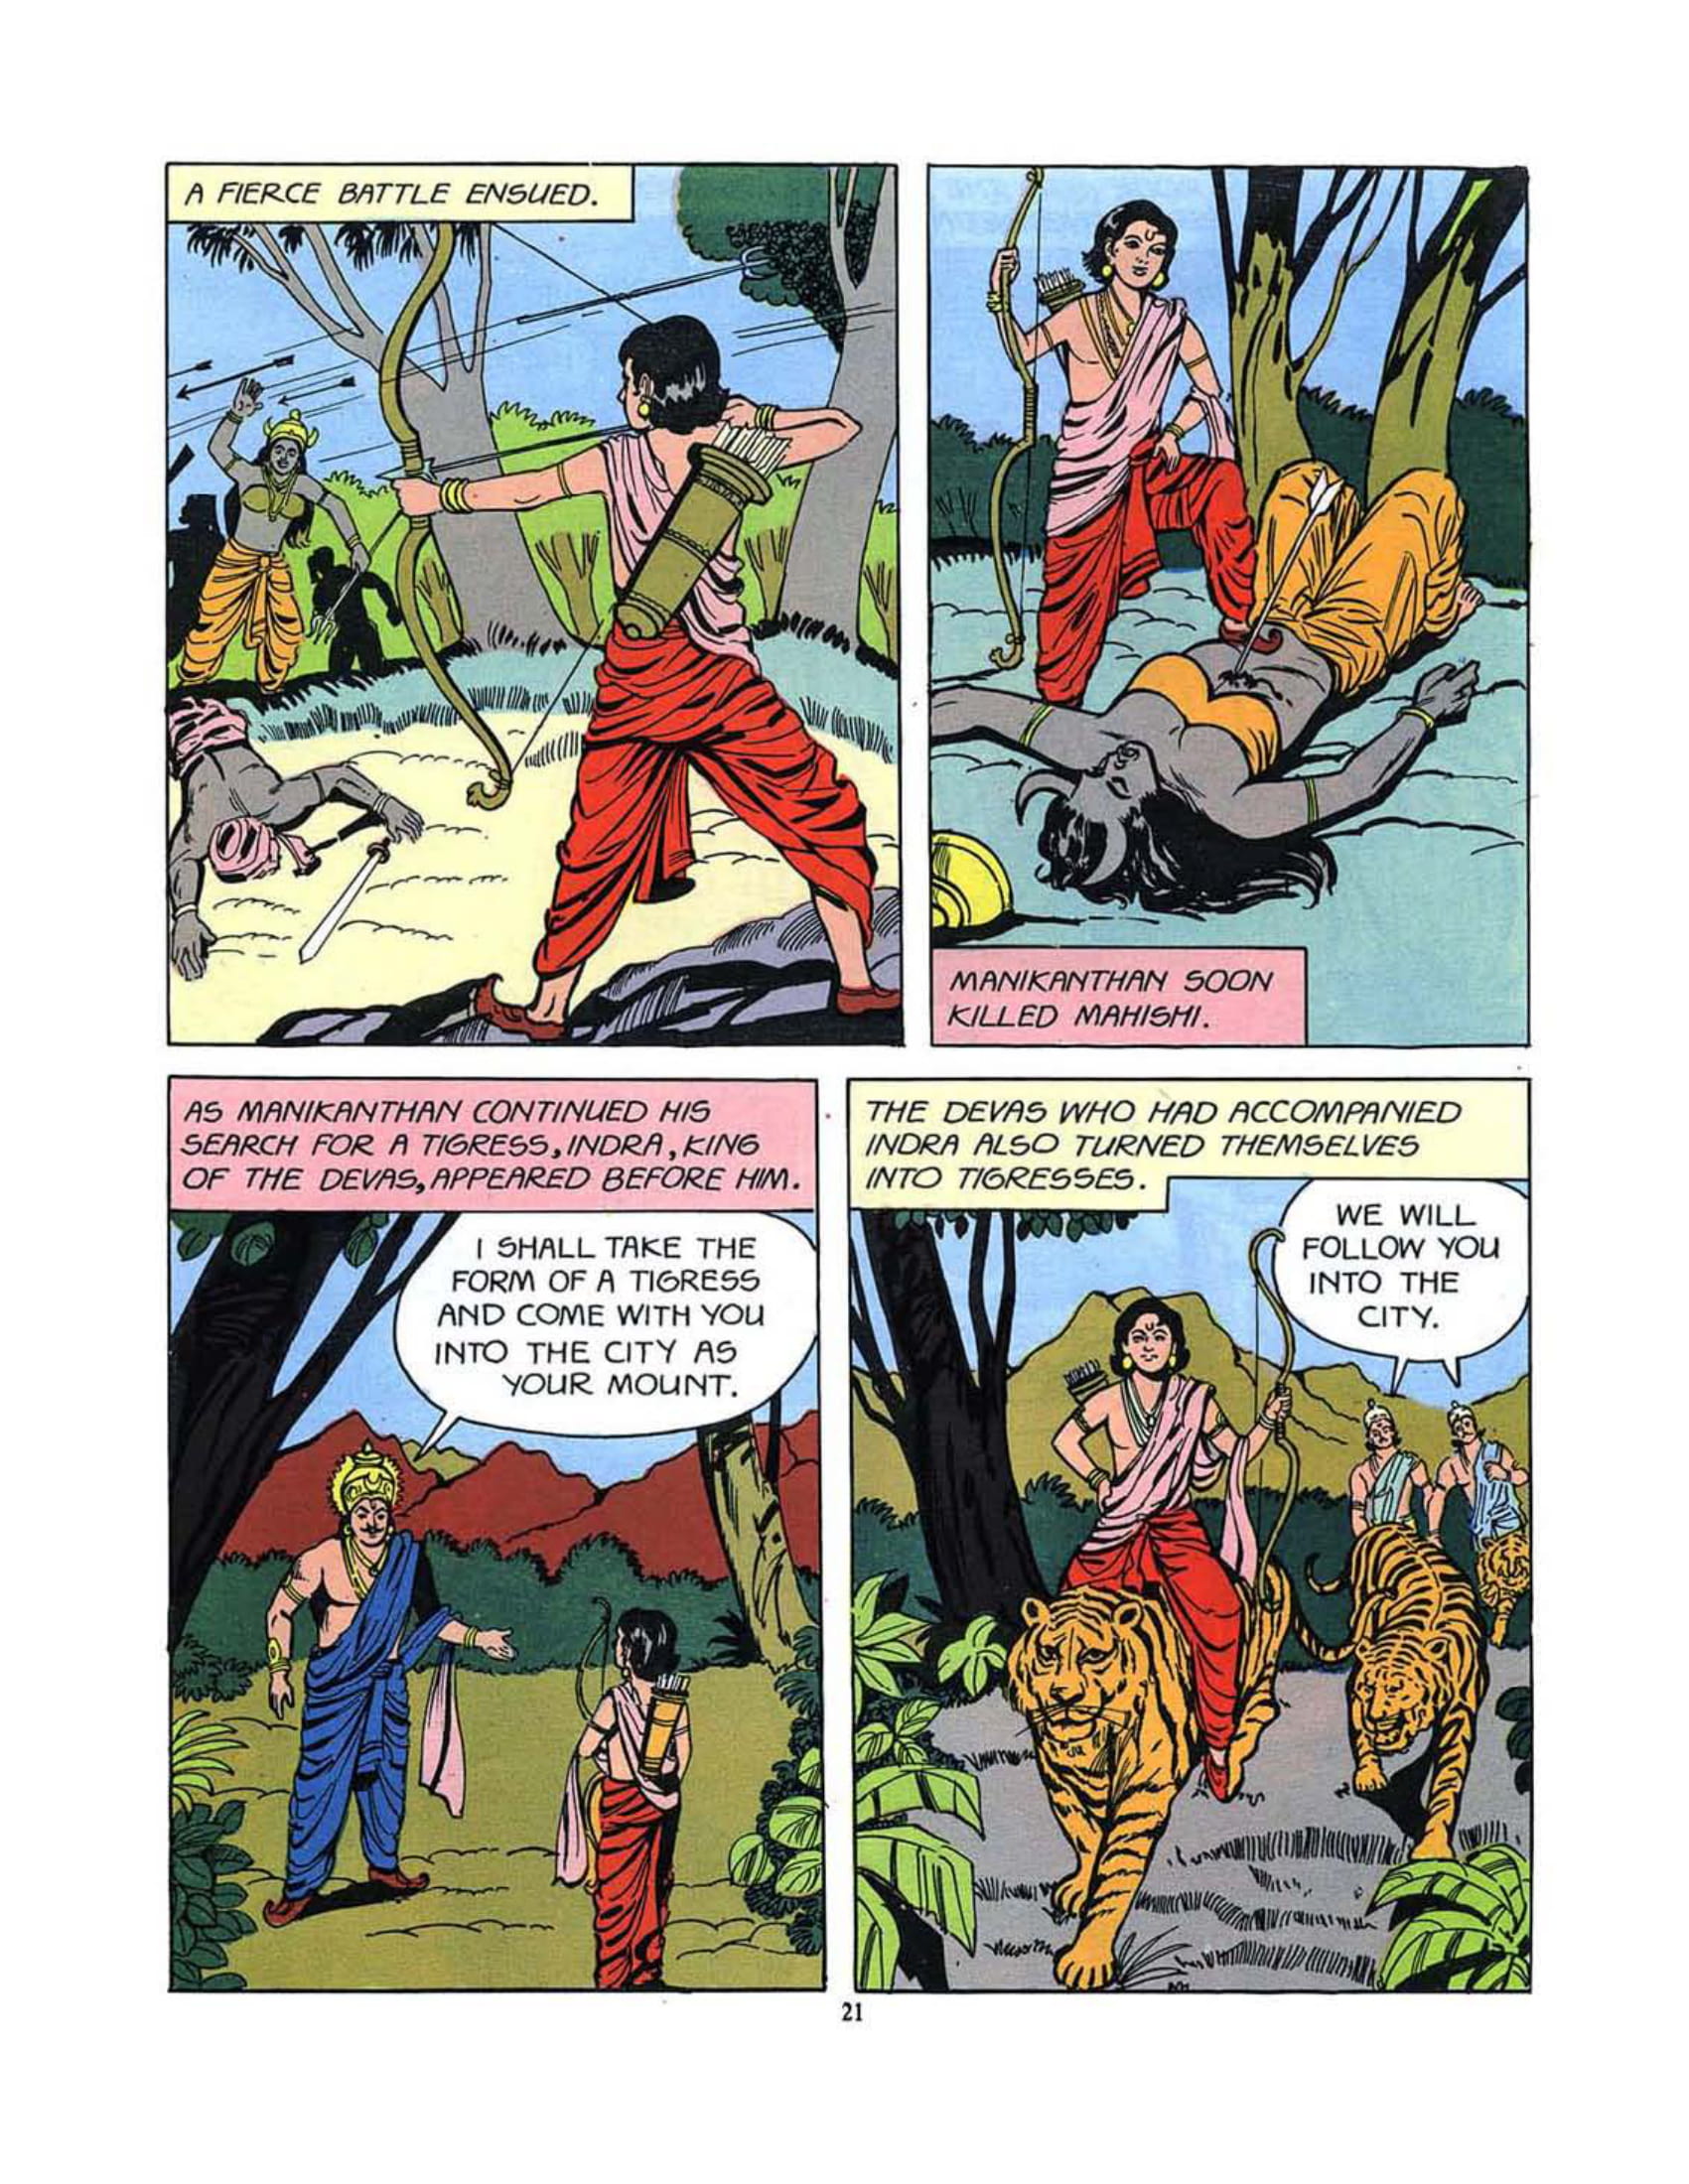 A FIERCE BATTLE ENSUED.
MANIKANTHAN SOON
KILLED MAHISHI.
AS MANIKANTHAN CONTINUED HIS
SEARCH FOR A TIGRESS, INDRA, KING
OF THE DEVAS, APPEARED BEFORE HIM.
I SHALL TAKE THE
FORM OF A TIGRESS
AND COME WITH YOU
INTO THE CITY AS
YOUR MOUNT.
THE DEVAS WHO HAD ACCOMPANIED
INDRA ALSO TURNED THEMSELVES
INTO TIGRESSES.
WE WILL
FOLLOW YOU
INTO THE
CITY.
21